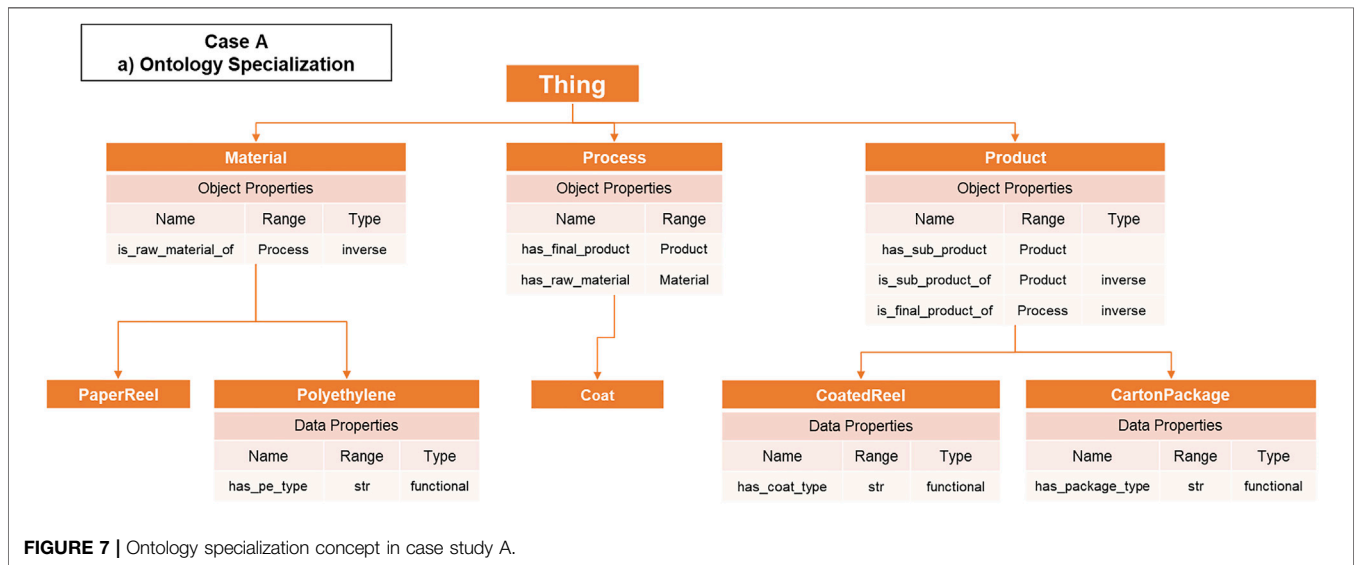 Case A
a) Ontology Specialization
Thing
Material
Object Properties
Name Range Type
is_raw_material_of Process inverse
Process
Object Properties
Name Range
has_final_product Product
has_raw_material Material
Product
Object Properties
Name Range Type
has_sub_product Product
is_sub_product_of Product inverse
is_final_product_of Process inverse
PaperReel
Polyethylene
Data Properties
Name Range Type
has_pe_type str functional
Coat
CoatedReel
Data Properties
Name Range Type
has_coat_type str functional
CartonPackage
Data Properties
Name Range Type
has_package_type str functional
FIGURE 7 | Ontology specialization concept in case study A.